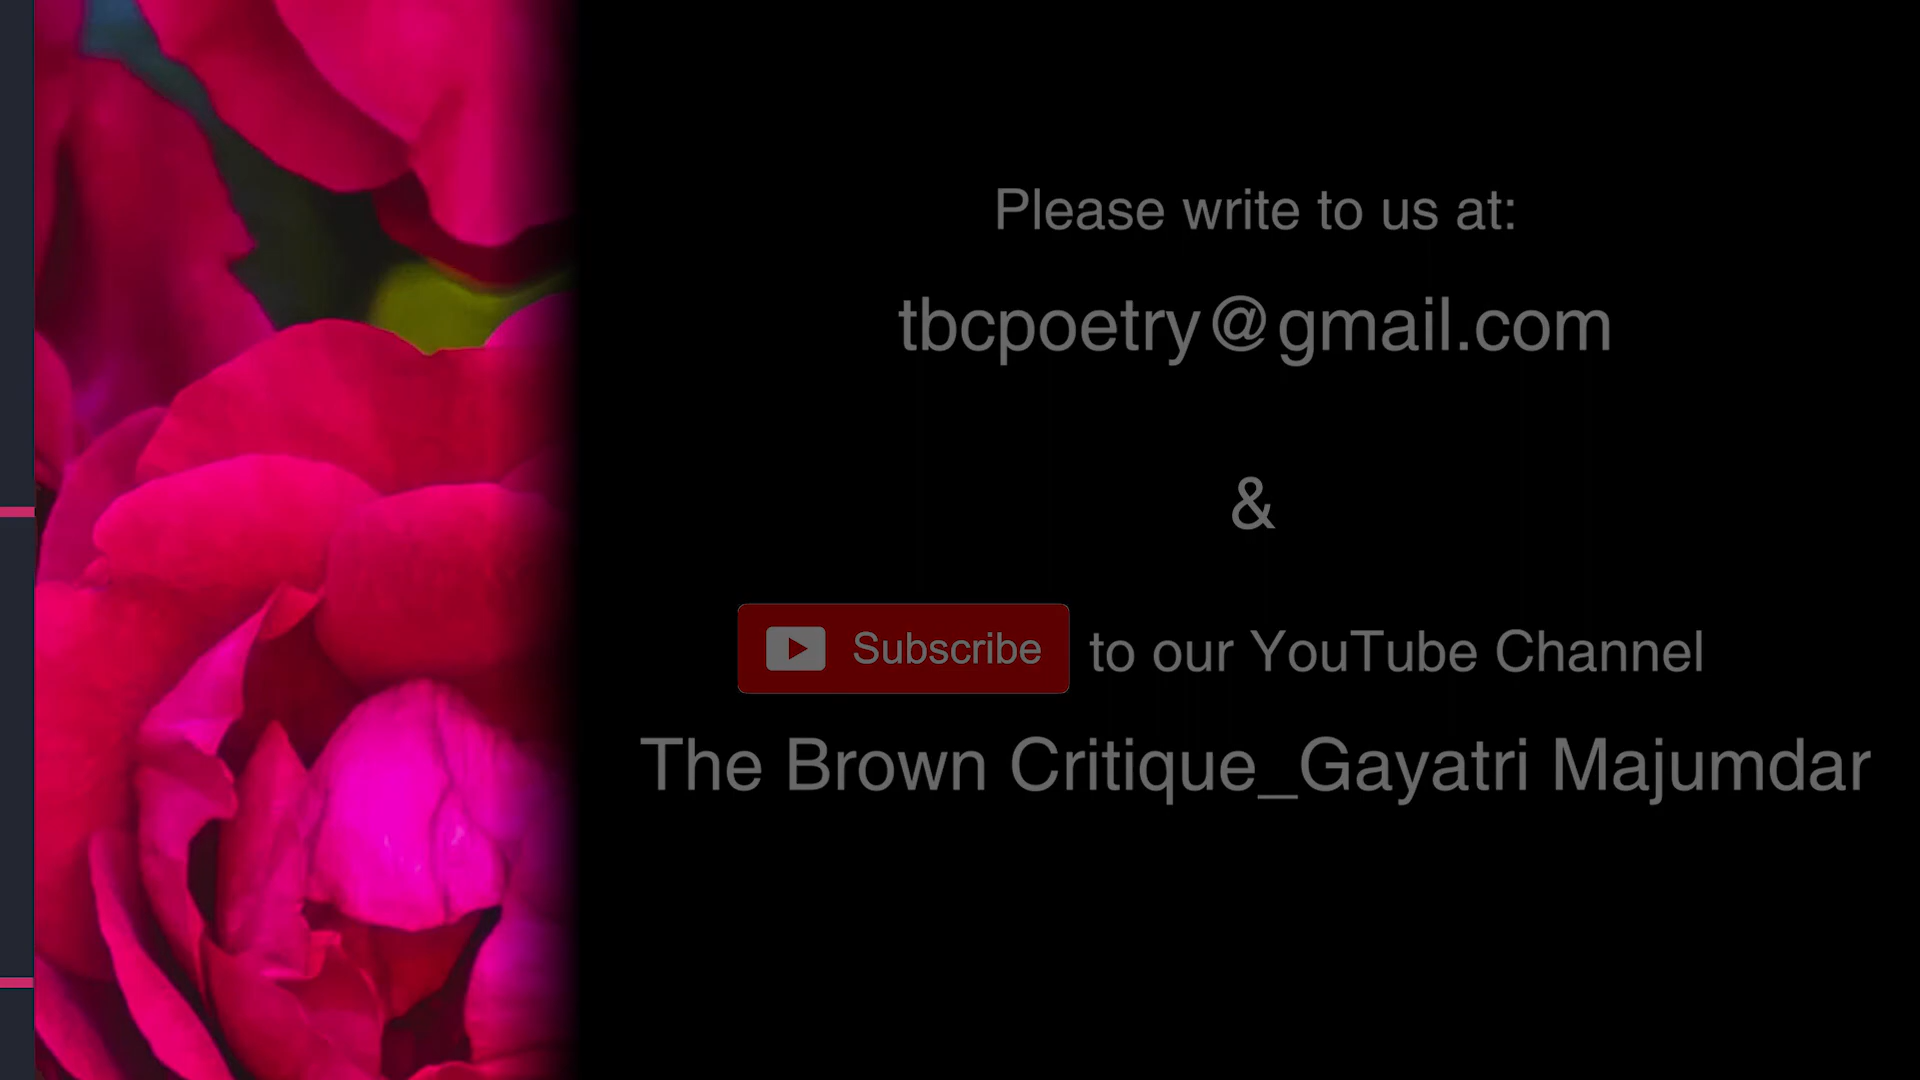 Please write to us at:
tbcpoetry@gmail.com
&
Subscribe to our YouTube Channel
The Brown Critique_Gayatri Majumdar